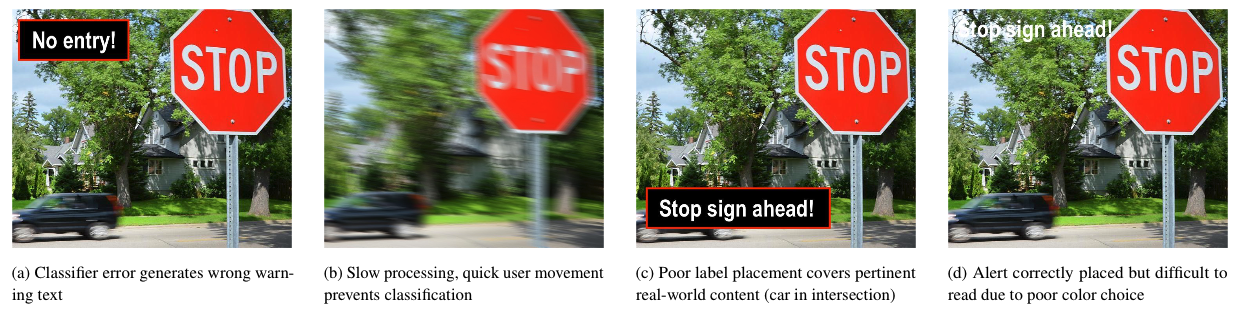 No entry!
STOP
STOP
STOP
Stop sign ahead!
Stop sign ahead!
STOP
(a) Classifier error generates wrong warn-
ing text
(b) Slow processing, quick user movement
prevents classification
(c) Poor label placement covers pertinent
real-world content (car in intersection)
(d) Alert correctly placed but difficult to
read due to poor color choice